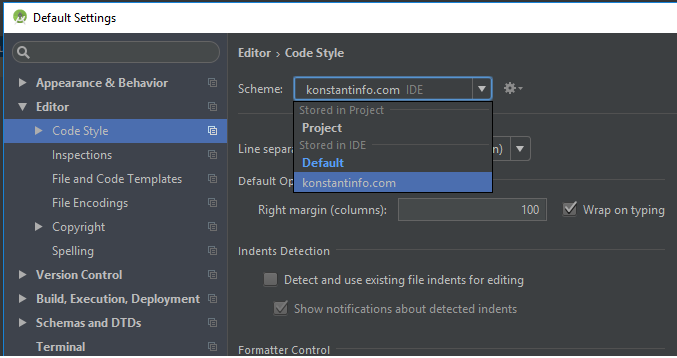 Default Settings
Editor › Code Style
Appearance & Behavior
Scheme: konstantinfo.com IDE
Editor
Stored in Project
Code Style
Project
Stored in IDE
Inspections
Line separa n)
Default
File and Code Templates
Default Op
konstantinfo.com
File Encodings
Right margin (columns): 100 Wrap on typing
Copyright
Spelling
Indents Detection
Version Control
Detect and use existing file indents for editing
Build, Execution, Deployment
Show notifications about detected indents
Schemas and DTDs
Terminal
Formatter Control